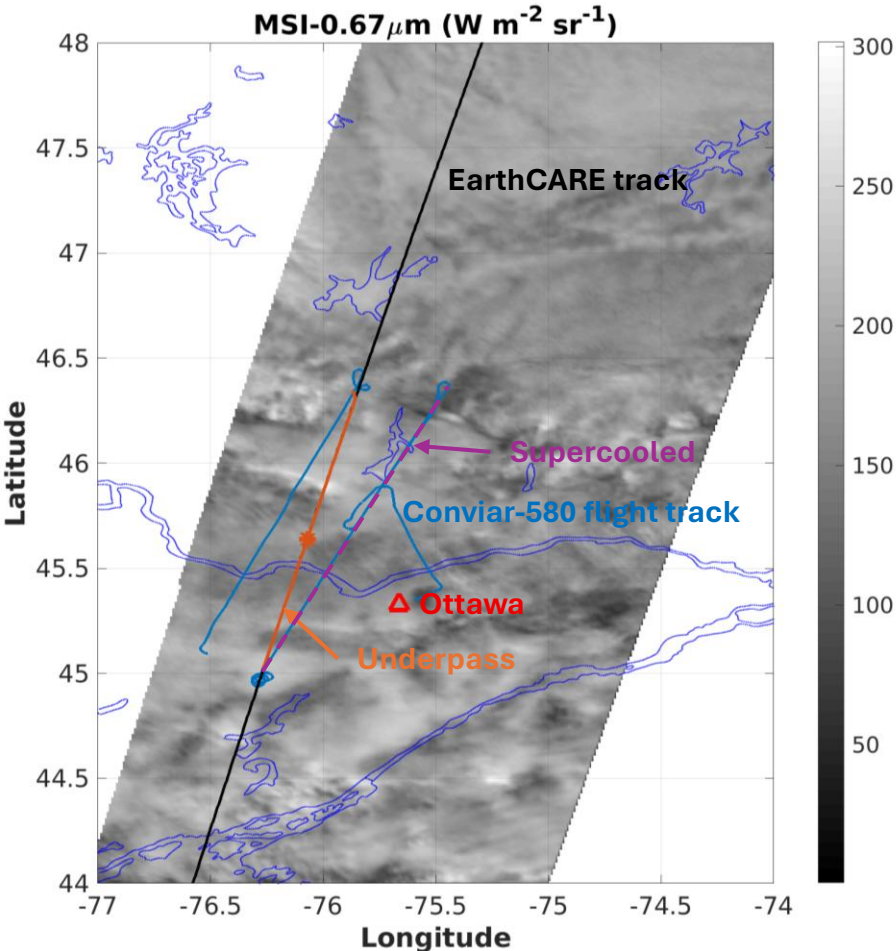 MSI-0.67μm (W m-2 sr-1)
48
47.5
47
46.5
46
45.5
45
44.5
44
Latitude
-77
-76.5
-76
-75.5
-75
-74.5
-74
Longitude
300
250
200
150
100
50
EarthCARE track
Supercooled
Conviar-580 flight track
Ottawa
Underpass